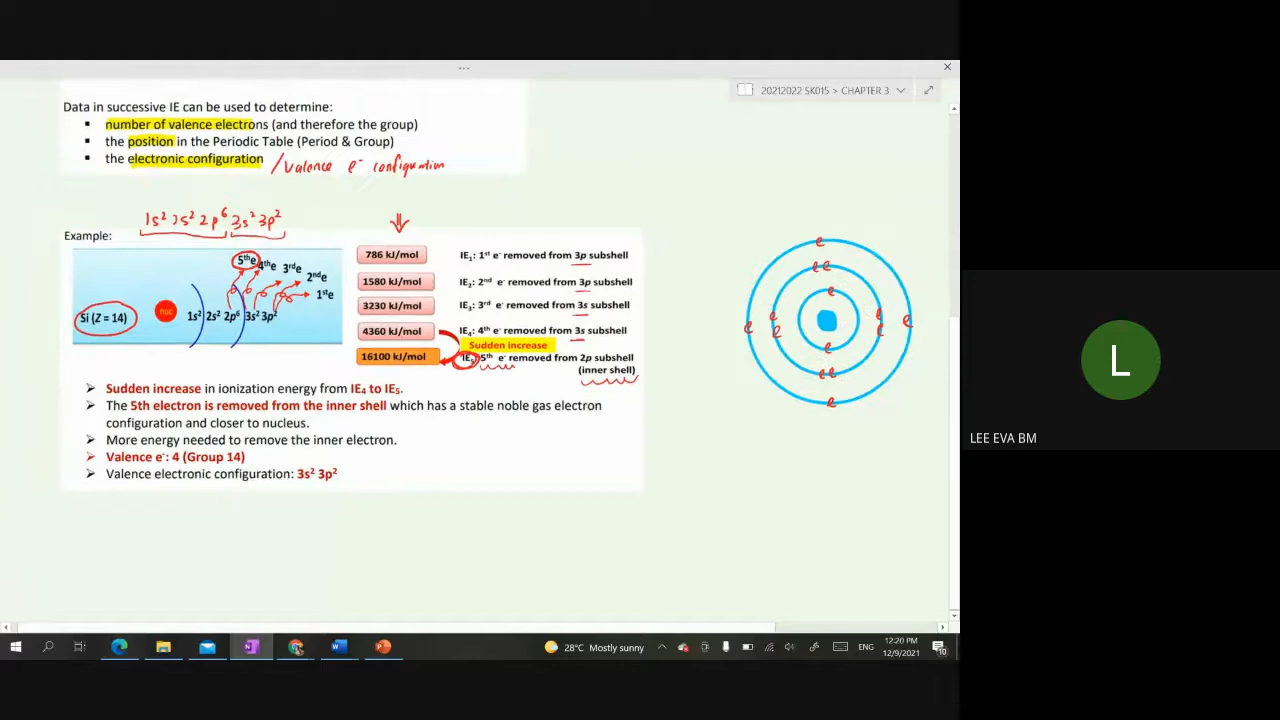 20212022 SK015 > CHAPTER 3
Data in successive IE can be used to determine:
▪ number of valence electrons (and therefore the group)
▪ the position in the Periodic Table (Period & Group)
▪ the electronic configuration /valence e⁻ configuration
1s² 2s² 2p⁶ 3s² 3p²
Example:
5ᵗʰe 4ᵗʰe 3ʳᵈe 2ⁿᵈe 1ˢᵗe
Si (Z = 14) nuc 1s² 2s² 2p⁶ 3s² 3p²
786 kJ/mol IE₁: 1ˢᵗ e⁻ removed from 3p subshell
1580 kJ/mol IE₂: 2ⁿᵈ e⁻ removed from 3p subshell
3230 kJ/mol IE₃: 3ʳᵈ e⁻ removed from 3s subshell
4360 kJ/mol IE₄: 4ᵗʰ e⁻ removed from 3s subshell
Sudden increase
16100 kJ/mol IE₅: 5ᵗʰ e⁻ removed from 2p subshell
(inner shell)
➢ Sudden increase in ionization energy from IE₄ to IE₅.
➢ The 5th electron is removed from the inner shell which has a stable noble gas electron
configuration and closer to nucleus.
➢ More energy needed to remove the inner electron.
➢ Valence e⁻: 4 (Group 14)
➢ Valence electronic configuration: 3s² 3p²
e
e e
e
e e e e
e e
e
e e
e
L
LEE EVA BM
28°C Mostly sunny
ENG
12:20 PM
12/9/2021
10